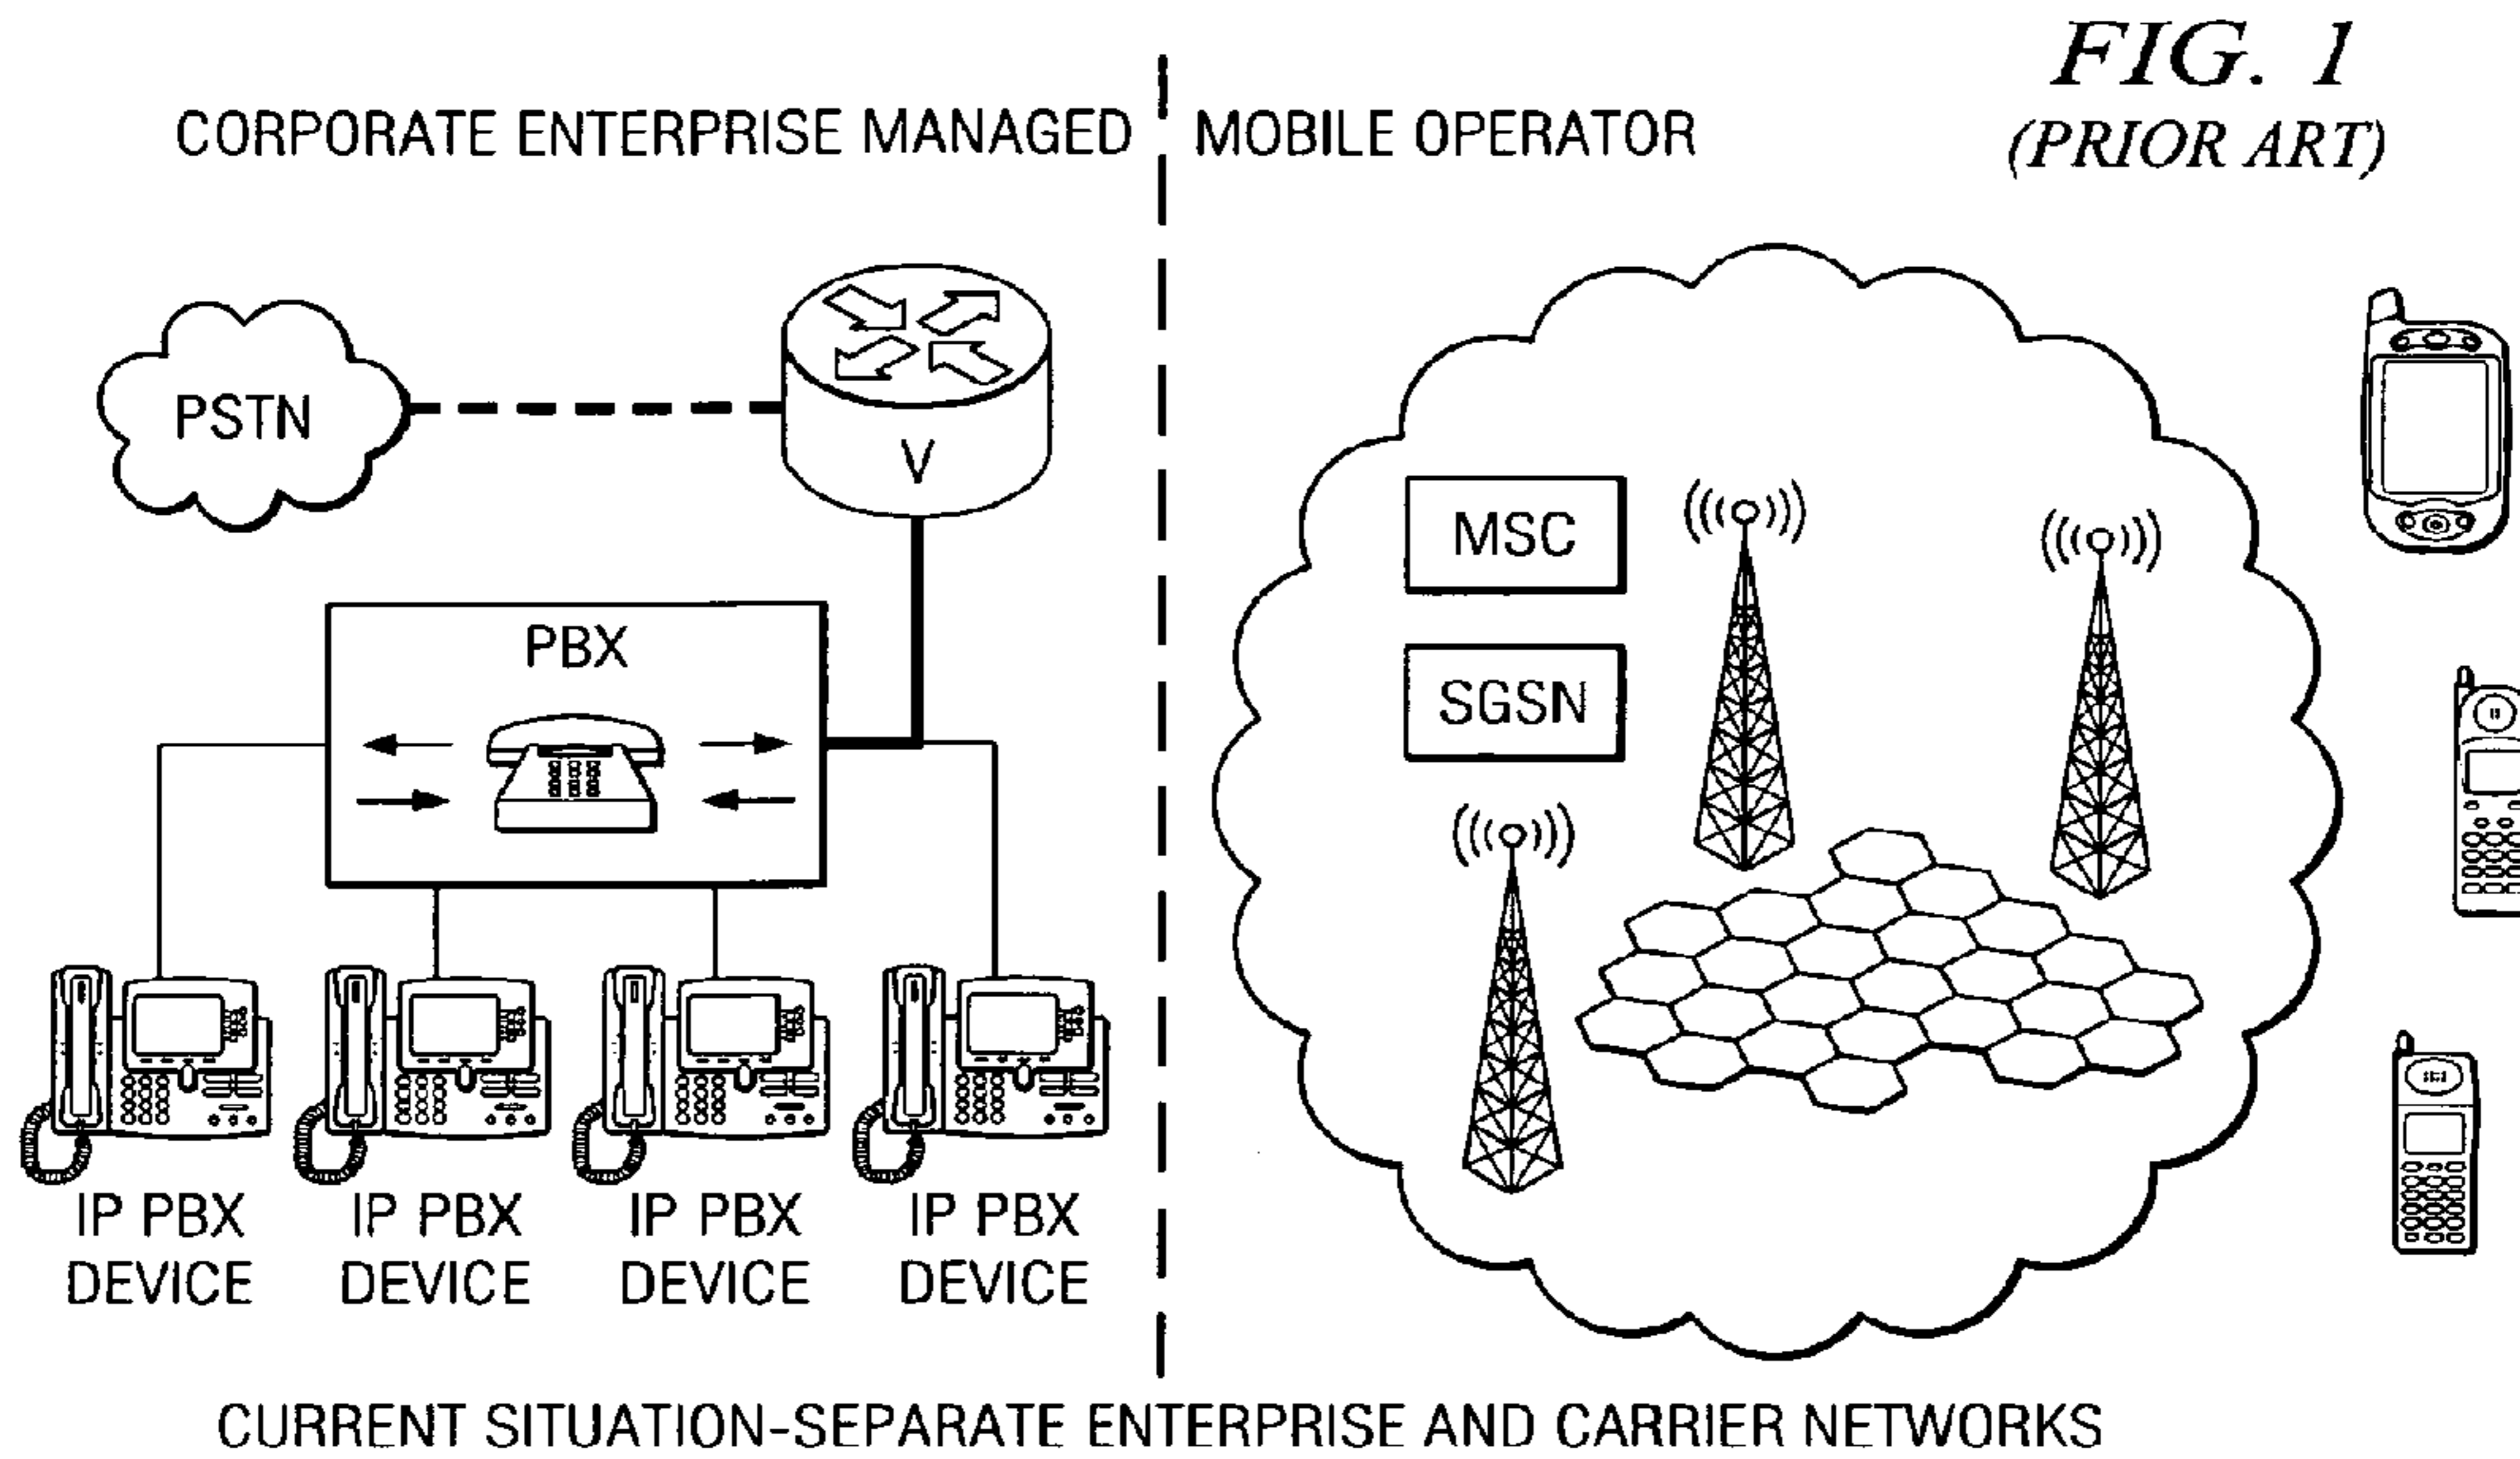 FIG. 1
(PRIOR ART)
CORPORATE ENTERPRISE MANAGED
MOBILE OPERATOR
PSTN
V
MSC
PBX
SGSN
IP PBX
DEVICE
IP PBX
DEVICE
IP PBX
DEVICE
IP PBX
DEVICE
CURRENT SITUATION-SEPARATE ENTERPRISE AND CARRIER NETWORKS